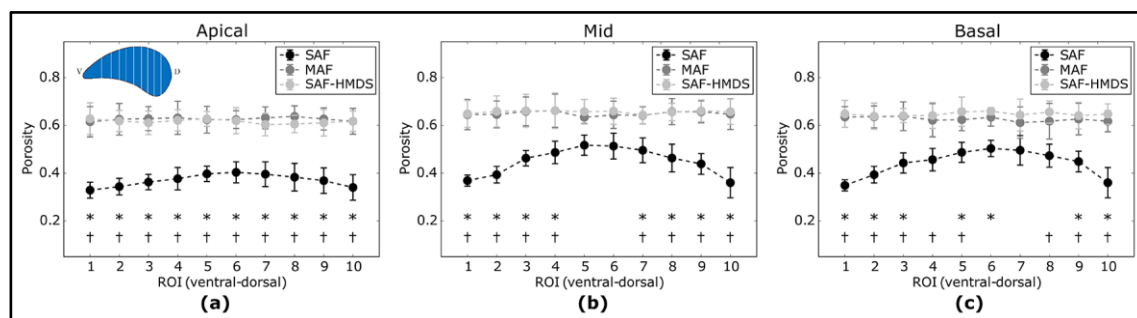 Apical
V
D
SAF
MAF
SAF-HMDS
Porosity
0.8
0.6
0.4
0.2
* * * * * * * * * *
† † † † † † † † † †
1 2 3 4 5 6 7 8 9 10
ROI (ventral-dorsal)
(a)
Mid
SAF
MAF
SAF-HMDS
Porosity
0.8
0.6
0.4
0.2
* * * * * * * *
† † † † † † † †
1 2 3 4 5 6 7 8 9 10
ROI (ventral-dorsal)
(b)
Basal
SAF
MAF
SAF-HMDS
Porosity
0.8
0.6
0.4
0.2
* * * * * * *
† † † † † † † †
1 2 3 4 5 6 7 8 9 10
ROI (ventral-dorsal)
(c)